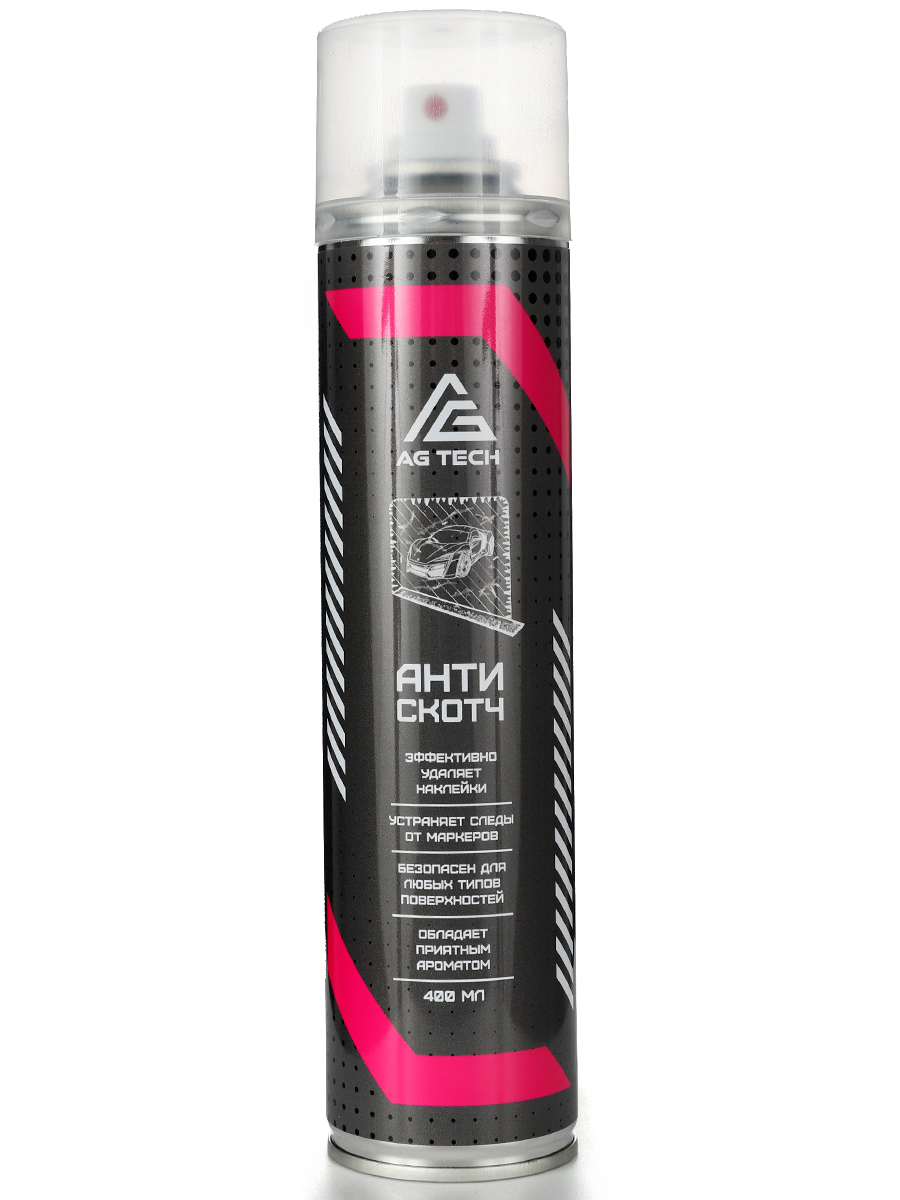 AG TECH
АНТИ
СКОТЧ
ЭФФЕКТИВНО
УДАЛЯЕТ
НАКЛЕЙКИ
УСТРАНЯЕТ СЛЕДЫ
ОТ МАРКЕРОВ
БЕЗОПАСЕН ДЛЯ
ЛЮБЫХ ТИПОВ
ПОВЕРХНОСТЕЙ
ОБЛАДАЕТ
ПРИЯТНЫМ
АРОМАТОМ
400 МЛ